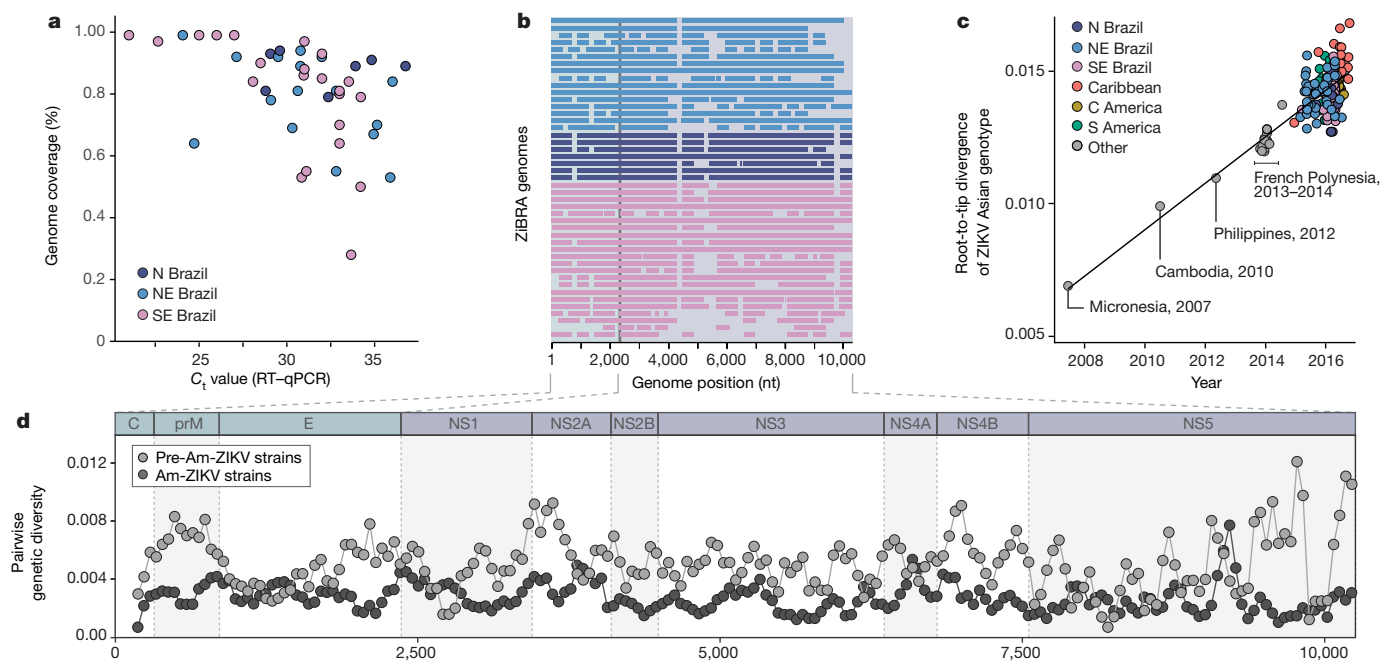 a
1.00
0.8
0.6
0.4
0.2
0
Genome coverage (%)
N Brazil
NE Brazil
SE Brazil
25
30
35
Ct value (RT–qPCR)
b
ZiBRA genomes
1
2,000
4,000
6,000
8,000
10,000
Genome position (nt)
c
N Brazil
NE Brazil
SE Brazil
Caribbean
C America
S America
Other
0.015
0.010
0.005
Root-to-tip divergence
of ZIKV Asian genotype
French Polynesia,
2013–2014
Philippines, 2012
Cambodia, 2010
Micronesia, 2007
2008
2010
2012
2014
2016
Year
d
C
prM
E
NS1
NS2A
NS2B
NS3
NS4A
NS4B
NS5
Pre-Am-ZIKV strains
Am-ZIKV strains
0.012
0.008
0.004
0.00
Pairwise
genetic diversity
0
2,500
5,000
7,500
10,000